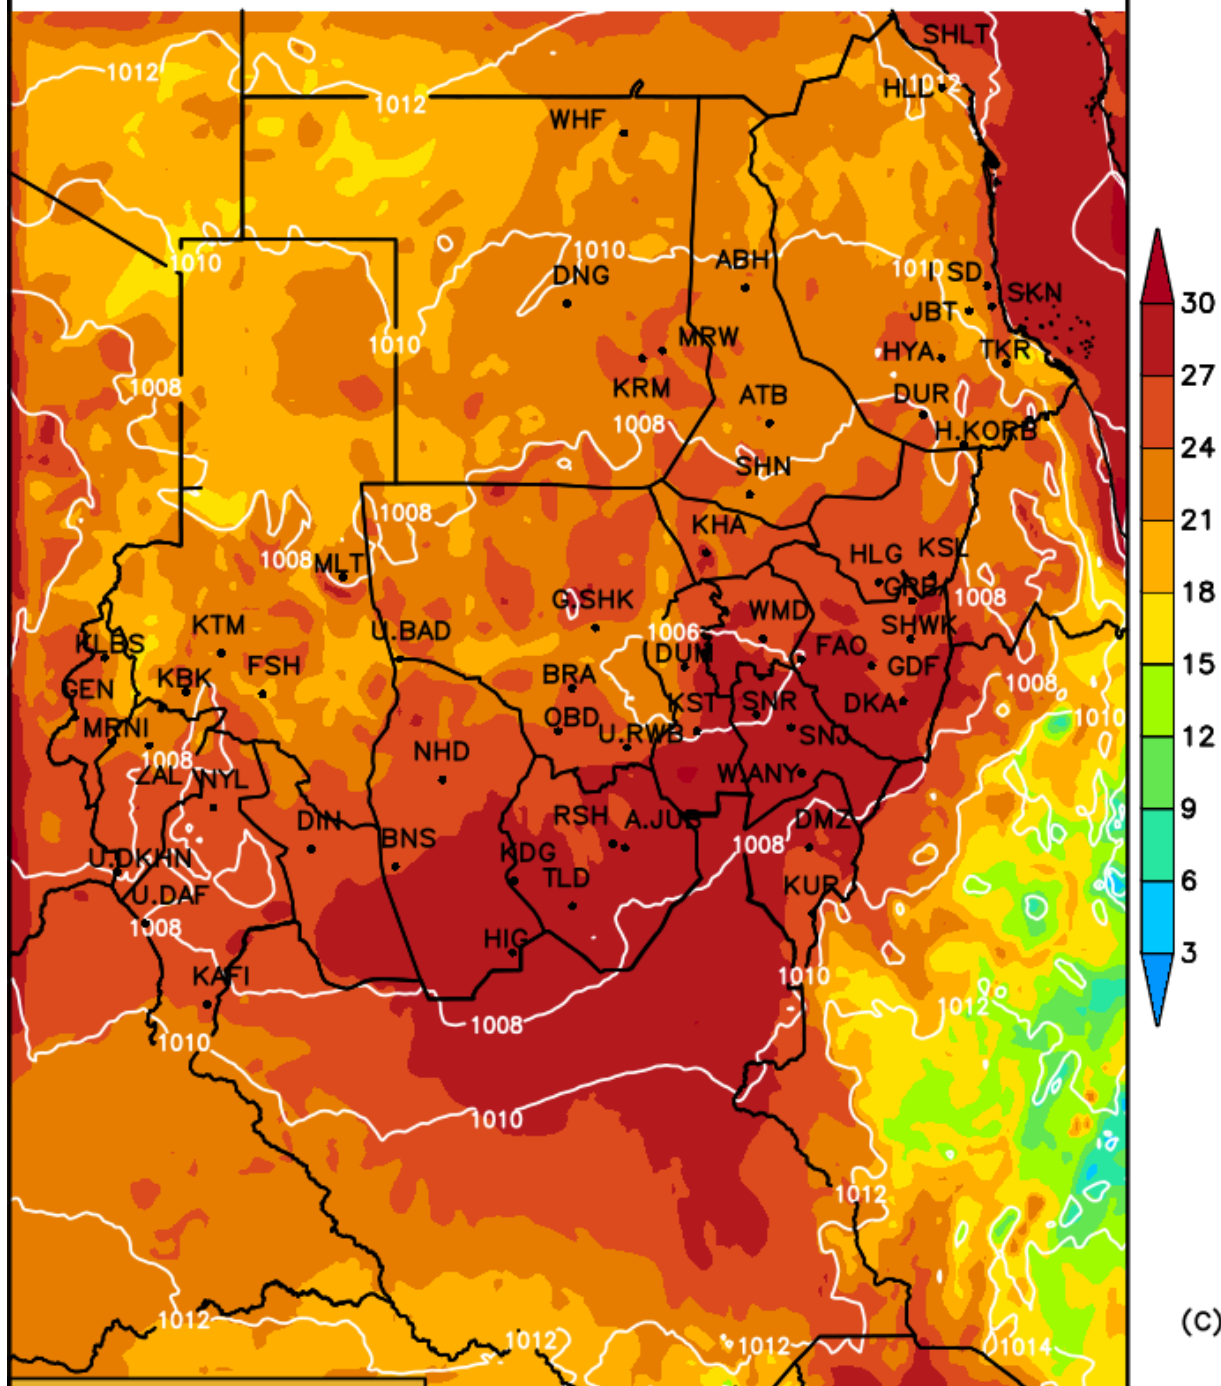 SHLT
1012
HLD
1012
1012
WHF
1010
ABH
1010
1010
SD
DNG
SKN
JBT
30
MRW
1010
HYA
TKR
27
1008
KRM
DUR
ATB
1008
H.KORB
24
SHN
1008
KHA
21
HLG
KSL
1008
MLT
GRB
1008
18
G.SHK
WMD
KTM
U.BAD
1006
SHWK
KLBS
DUM
FAO
15
FSH
GDF
KBK
BRA
1008
GEN
KST
SNR
DKA
OBD
1010
MRNI
U.RWB
SNJ
12
NHD
1008
ZAL
NYL
W.ANY
9
DIN
RSH
A.JUB
DMZ
BNS
1008
U.DKHN
KDG
TLD
KUR
6
U.DAF
1008
HIG
3
KAFI
1010
1012
1008
1010
1010
1012
1012
1012
1012
1014
(C)